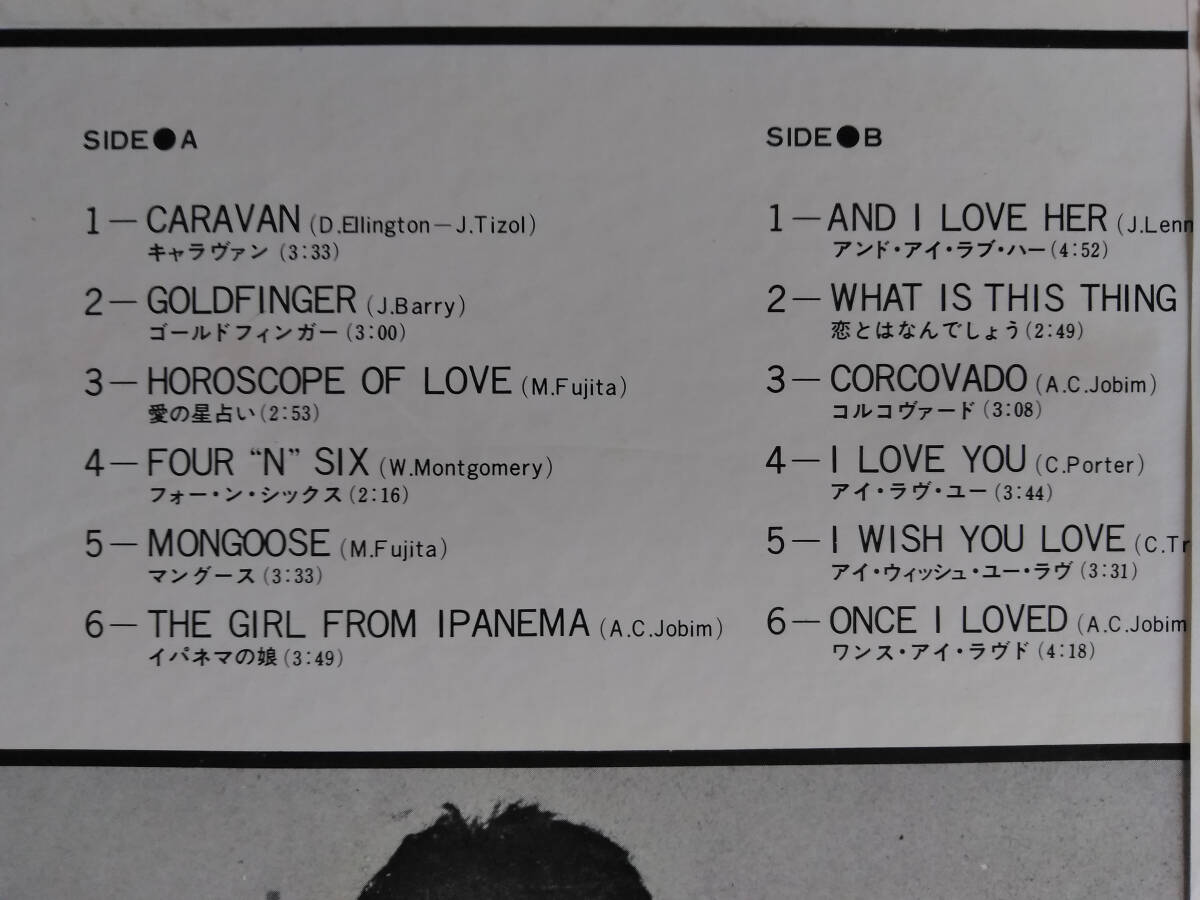 SIDE●A
1—CARAVAN (D.Ellington—J.Tizol)
キャラヴァン (3:33)
2—GOLDFINGER (J.Barry)
ゴールドフィンガー (3:00)
3—HOROSCOPE OF LOVE (M.Fujita)
愛の星占い (2:53)
4—FOUR “N” SIX (W.Montgomery)
フォー・ン・シックス (2:16)
5—MONGOOSE (M.Fujita)
マングース (3:33)
6—THE GIRL FROM IPANEMA (A.C.Jobim)
イパネマの娘 (3:49)
SIDE●B
1—AND I LOVE HER (J.Lenn
アンド・アイ・ラブ・ハー (4:52)
2—WHAT IS THIS THING
恋とはなんでしょう (2:49)
3—CORCOVADO (A.C.Jobim)
コルコヴァード (3:08)
4—I LOVE YOU (C.Porter)
アイ・ラヴ・ユー (3:44)
5—I WISH YOU LOVE (C.Tr
アイ・ウィッシュ・ユー・ラヴ (3:31)
6—ONCE I LOVED (A.C.Jobim
ワンス・アイ・ラヴド (4:18)